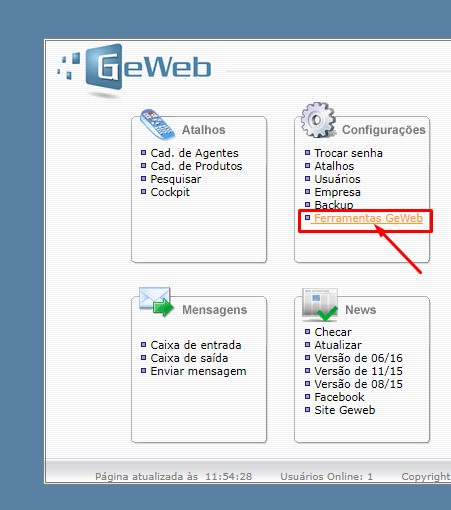 GeWeb
Atalhos
Cad. de Agentes
Cad. de Produtos
Pesquisar
Cockpit
Configurações
Trocar senha
Atalhos
Usuários
Empresa
Backup
Ferramentas GeWeb
Mensagens
Caixa de entrada
Caixa de saída
Enviar mensagem
News
Checar
Atualizar
Versão de 06/16
Versão de 11/15
Versão de 08/15
Facebook
Site Geweb
Página atualizada às 11:54:28 Usuários Online: 1 Copyright